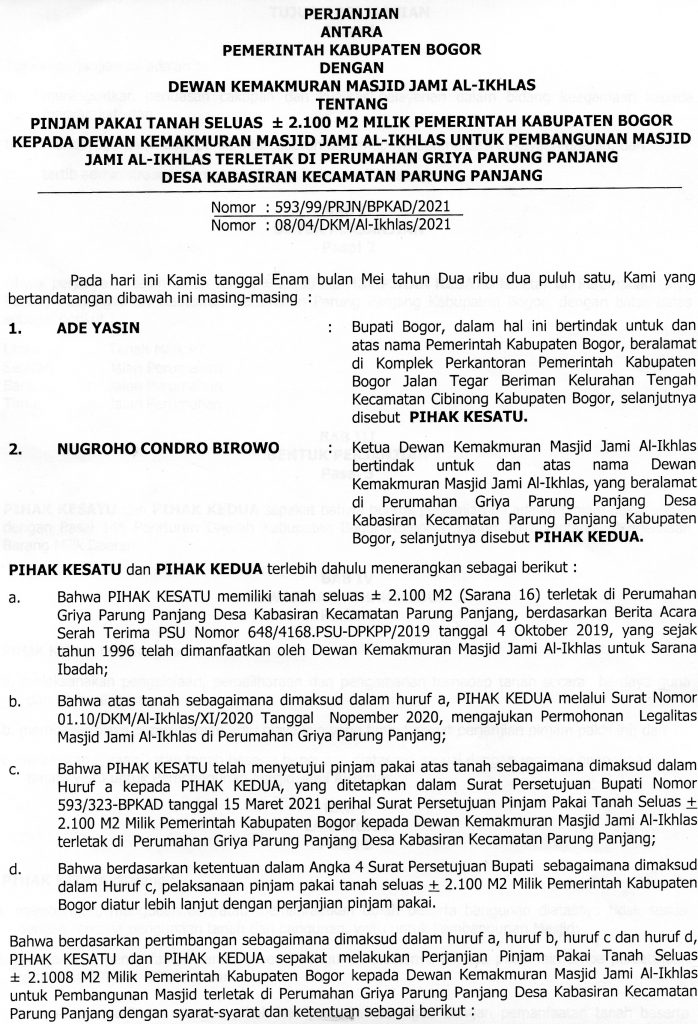 PERJANJIAN
ANTARA
PEMERINTAH KABUPATEN BOGOR
DENGAN
DEWAN KEMAKMURAN MASJID JAMI AL-IKHLAS
TENTANG
PINJAM PAKAI TANAH SELUAS ± 2.100 M2 MILIK PEMERINTAH KABUPATEN BOGOR
KEPADA DEWAN KEMAKMURAN MASJID JAMI AL-IKHLAS UNTUK PEMBANGUNAN MASJID
JAMI AL-IKHLAS TERLETAK DI PERUMAHAN GRIYA PARUNG PANJANG
DESA KABASIRAN KECAMATAN PARUNG PANJANG
Nomor : 593/99/PRJN/BPKAD/2021
Nomor : 08/04/DKM/Al-Ikhlas/2021
Pada hari ini Kamis tanggal Enam bulan Mei tahun Dua ribu dua puluh satu, Kami yang
bertandatangan dibawah ini masing-masing :
1. ADE YASIN : Bupati Bogor, dalam hal ini bertindak untuk dan
atas nama Pemerintah Kabupaten Bogor, beralamat
di Komplek Perkantoran Pemerintah Kabupaten
Bogor Jalan Tegar Beriman Kelurahan Tengah
Kecamatan Cibinong Kabupaten Bogor, selanjutnya
disebut PIHAK KESATU.
2. NUGROHO CONDRO BIROWO : Ketua Dewan Kemakmuran Masjid Jami Al-Ikhlas
bertindak untuk dan atas nama Dewan
Kemakmuran Masjid Jami Al-Ikhlas, yang beralamat
di Perumahan Griya Parung Panjang Desa
Kabasiran Kecamatan Parung Panjang Kabupaten
Bogor, selanjutnya disebut PIHAK KEDUA.
PIHAK KESATU dan PIHAK KEDUA terlebih dahulu menerangkan sebagai berikut :
a. Bahwa PIHAK KESATU memiliki tanah seluas ± 2.100 M2 (Sarana 16) terletak di Perumahan
Griya Parung Panjang Desa Kabasiran Kecamatan Parung Panjang, berdasarkan Berita Acara
Serah Terima PSU Nomor 648/4168.PSU-DPKPP/2019 tanggal 4 Oktober 2019, yang sejak
tahun 1996 telah dimanfaatkan oleh Dewan Kemakmuran Masjid Jami Al-Ikhlas untuk Sarana
Ibadah;
b. Bahwa atas tanah sebagaimana dimaksud dalam huruf a, PIHAK KEDUA melalui Surat Nomor
01.10/DKM/Al-Ikhlas/XI/2020 Tanggal Nopember 2020, mengajukan Permohonan Legalitas
Masjid Jami Al-Ikhlas di Perumahan Griya Parung Panjang;
c. Bahwa PIHAK KESATU telah menyetujui pinjam pakai atas tanah sebagaimana dimaksud dalam
Huruf a kepada PIHAK KEDUA, yang ditetapkan dalam Surat Persetujuan Bupati Nomor
593/323-BPKAD tanggal 15 Maret 2021 perihal Surat Persetujuan Pinjam Pakai Tanah Seluas ±
2.100 M2 Milik Pemerintah Kabupaten Bogor kepada Dewan Kemakmuran Masjid Jami Al-Ikhlas
terletak di Perumahan Griya Parung Panjang Desa Kabasiran Kecamatan Parung Panjang;
d. Bahwa berdasarkan ketentuan dalam Angka 4 Surat Persetujuan Bupati sebagaimana dimaksud
dalam Huruf c, pelaksanaan pinjam pakai tanah seluas ± 2.100 M2 Milik Pemerintah Kabupaten
Bogor diatur lebih lanjut dengan perjanjian pinjam pakai.
Bahwa berdasarkan pertimbangan sebagaimana dimaksud dalam huruf a, huruf b, huruf c dan huruf d,
PIHAK KESATU dan PIHAK KEDUA sepakat melakukan Perjanjian Pinjam Pakai Tanah Seluas
± 2.1008 M2 Milik Pemerintah Kabupaten Bogor kepada Dewan Kemakmuran Masjid Jami Al-Ikhlas
untuk Pembangunan Masjid terletak di Perumahan Griya Parung Panjang Desa Kabasiran Kecamatan
Parung Panjang dengan syarat-syarat dan ketentuan sebagai berikut :